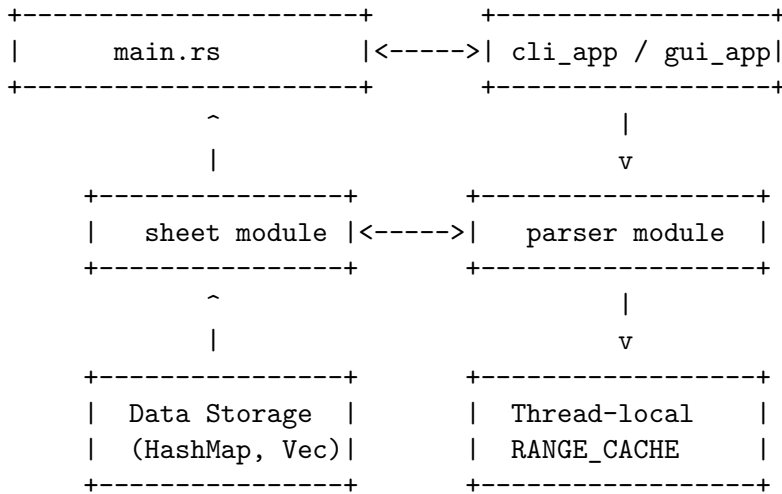 +----------------------+       +------------------+
|      main.rs         |<----->| cli_app / gui_app|
+----------------------+       +------------------+
            ^                          |
            |                          v
     +----------------+       +------------------+
     |   sheet module |<----->|   parser module  |
     +----------------+       +------------------+
            ^                          |
            |                          v
     +----------------+       +------------------+
     |  Data Storage  |       |  Thread-local    |
     |  (HashMap, Vec)|       |  RANGE_CACHE     |
     +----------------+       +------------------+